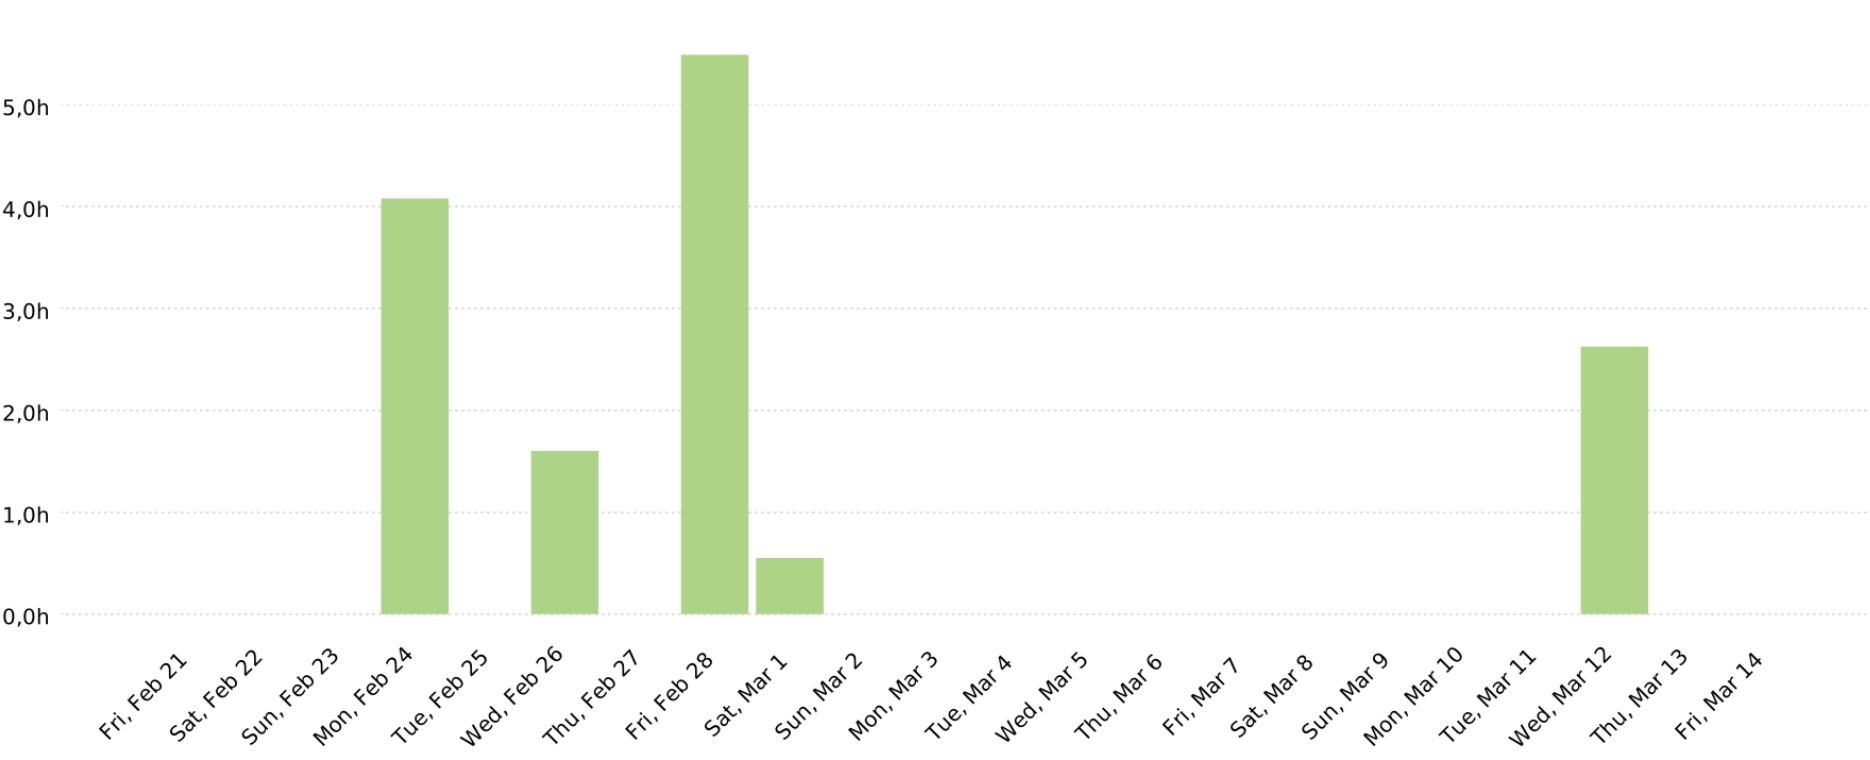 5,0h
4,0h
3,0h
2,0h
1,0h
0,0h
Fri, Feb 21
Sat, Feb 22
Sun, Feb 23
Mon, Feb 24
Tue, Feb 25
Wed, Feb 26
Thu, Feb 27
Fri, Feb 28
Sat, Mar 1
Sun, Mar 2
Mon, Mar 3
Tue, Mar 4
Wed, Mar 5
Thu, Mar 6
Fri, Mar 7
Sat, Mar 8
Sun, Mar 9
Mon, Mar 10
Tue, Mar 11
Wed, Mar 12
Thu, Mar 13
Fri, Mar 14